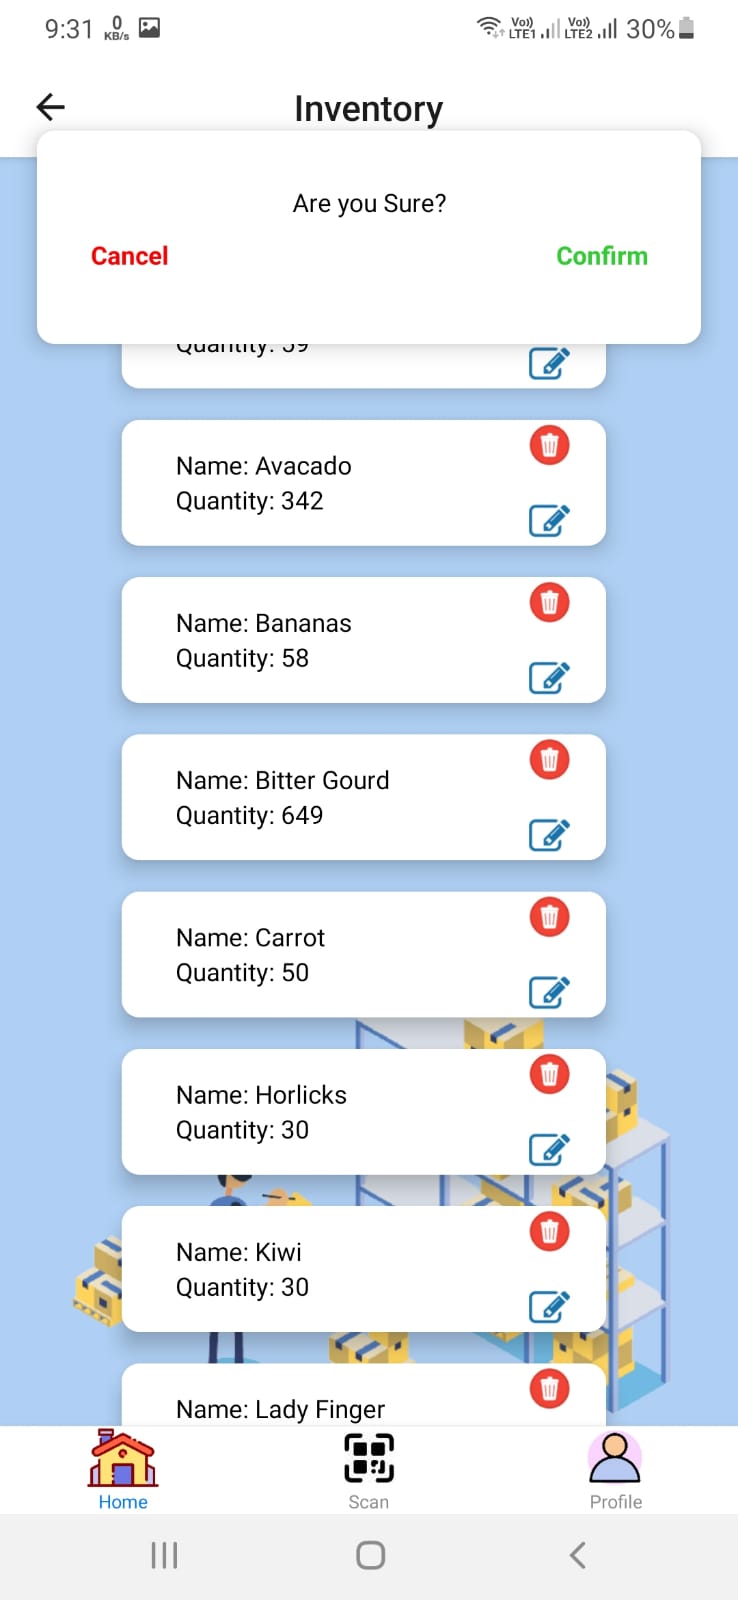 9:31 0 KB/s Vo)) LTE1 Vo)) LTE2 30%
Inventory
Are you Sure?
Cancel Confirm
Quantity: 39
Name: Avacado
Quantity: 342
Name: Bananas
Quantity: 58
Name: Bitter Gourd
Quantity: 649
Name: Carrot
Quantity: 50
Name: Horlicks
Quantity: 30
Name: Kiwi
Quantity: 30
Name: Lady Finger
Home Scan Profile